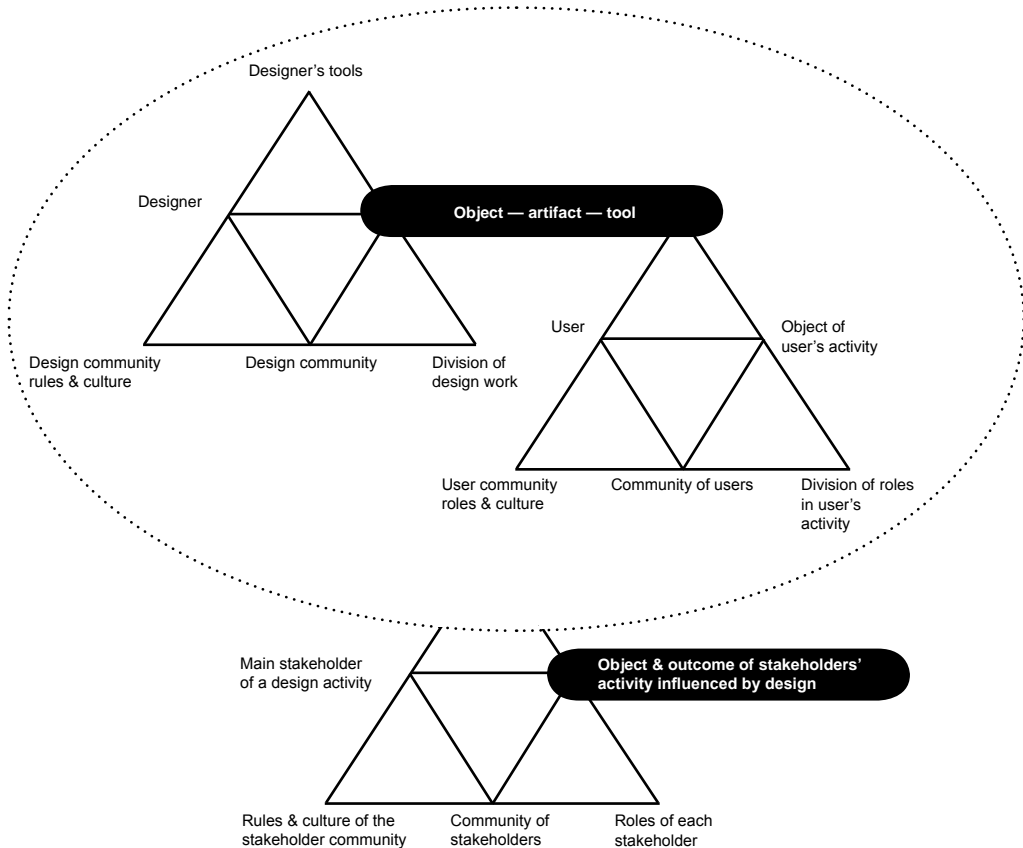 Designer’s tools
Designer
Object — artifact — tool
Design community
rules & culture
Design community
Division of
design work
User
Object of
user’s activity
User community
roles & culture
Community of users
Division of roles
in user’s
activity
Main stakeholder
of a design activity
Object & outcome of stakeholders’
activity influenced by design
Rules & culture of the
stakeholder community
Community of
stakeholders
Roles of each
stakeholder